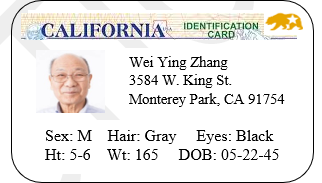 CALIFORNIA
IDENTIFICATION
CARD
Wei Ying Zhang
3584 W. King St.
Monterey Park, CA 91754
Sex: M Hair: Gray Eyes: Black
Ht: 5-6 Wt: 165 DOB: 05-22-45